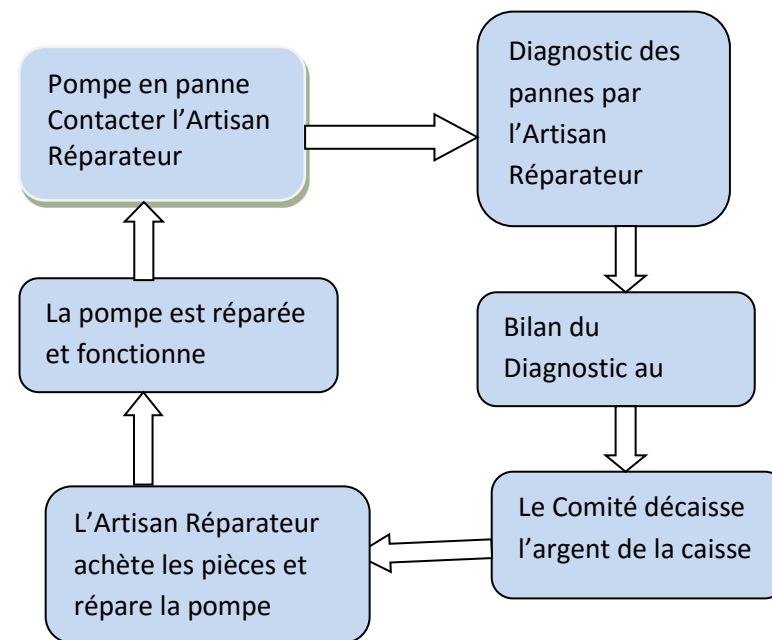 Pompe en panne
Contacter l’Artisan
Réparateur
Diagnostic des
pannes par
l’Artisan
Réparateur
Bilan du
Diagnostic au
Le Comité décaisse
l’argent de la caisse
L’Artisan Réparateur
achète les pièces et
répare la pompe
La pompe est réparée
et fonctionne